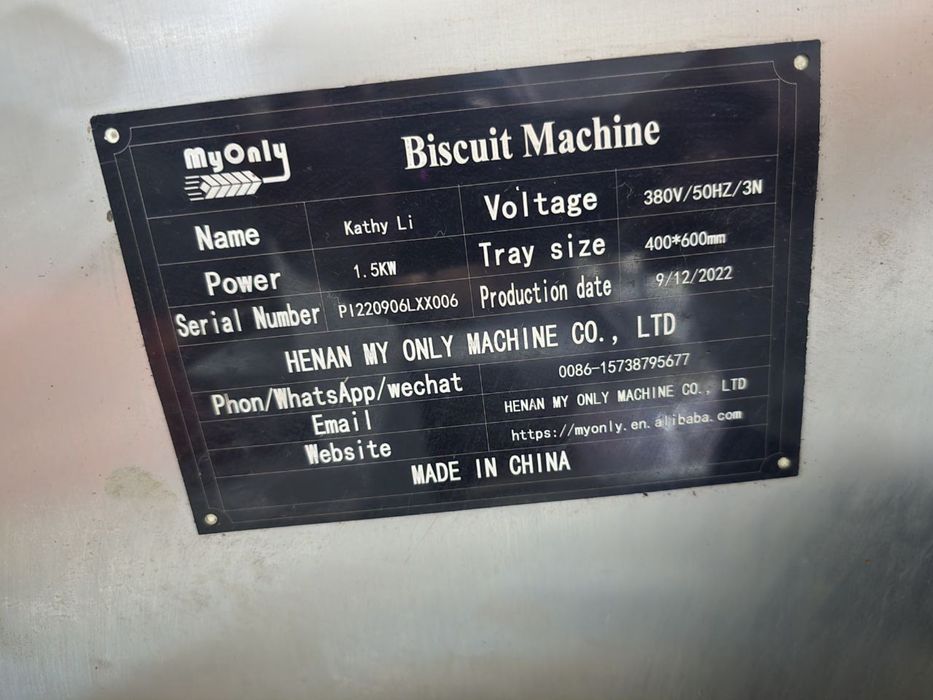 MyOnly Biscuit Machine
Name Kathy Li Voltage 380V/50HZ/3N
Power 1.5KW Tray size 400*600mm
Serial Number PI220906LXX006 Production date 9/12/2022
HENAN MY ONLY MACHINE CO., LTD
Phon/WhatsApp/wechat 0086-15738795677
Email HENAN MY ONLY MACHINE CO., LTD
Website https://myonly.en.alibaba.com
MADE IN CHINA